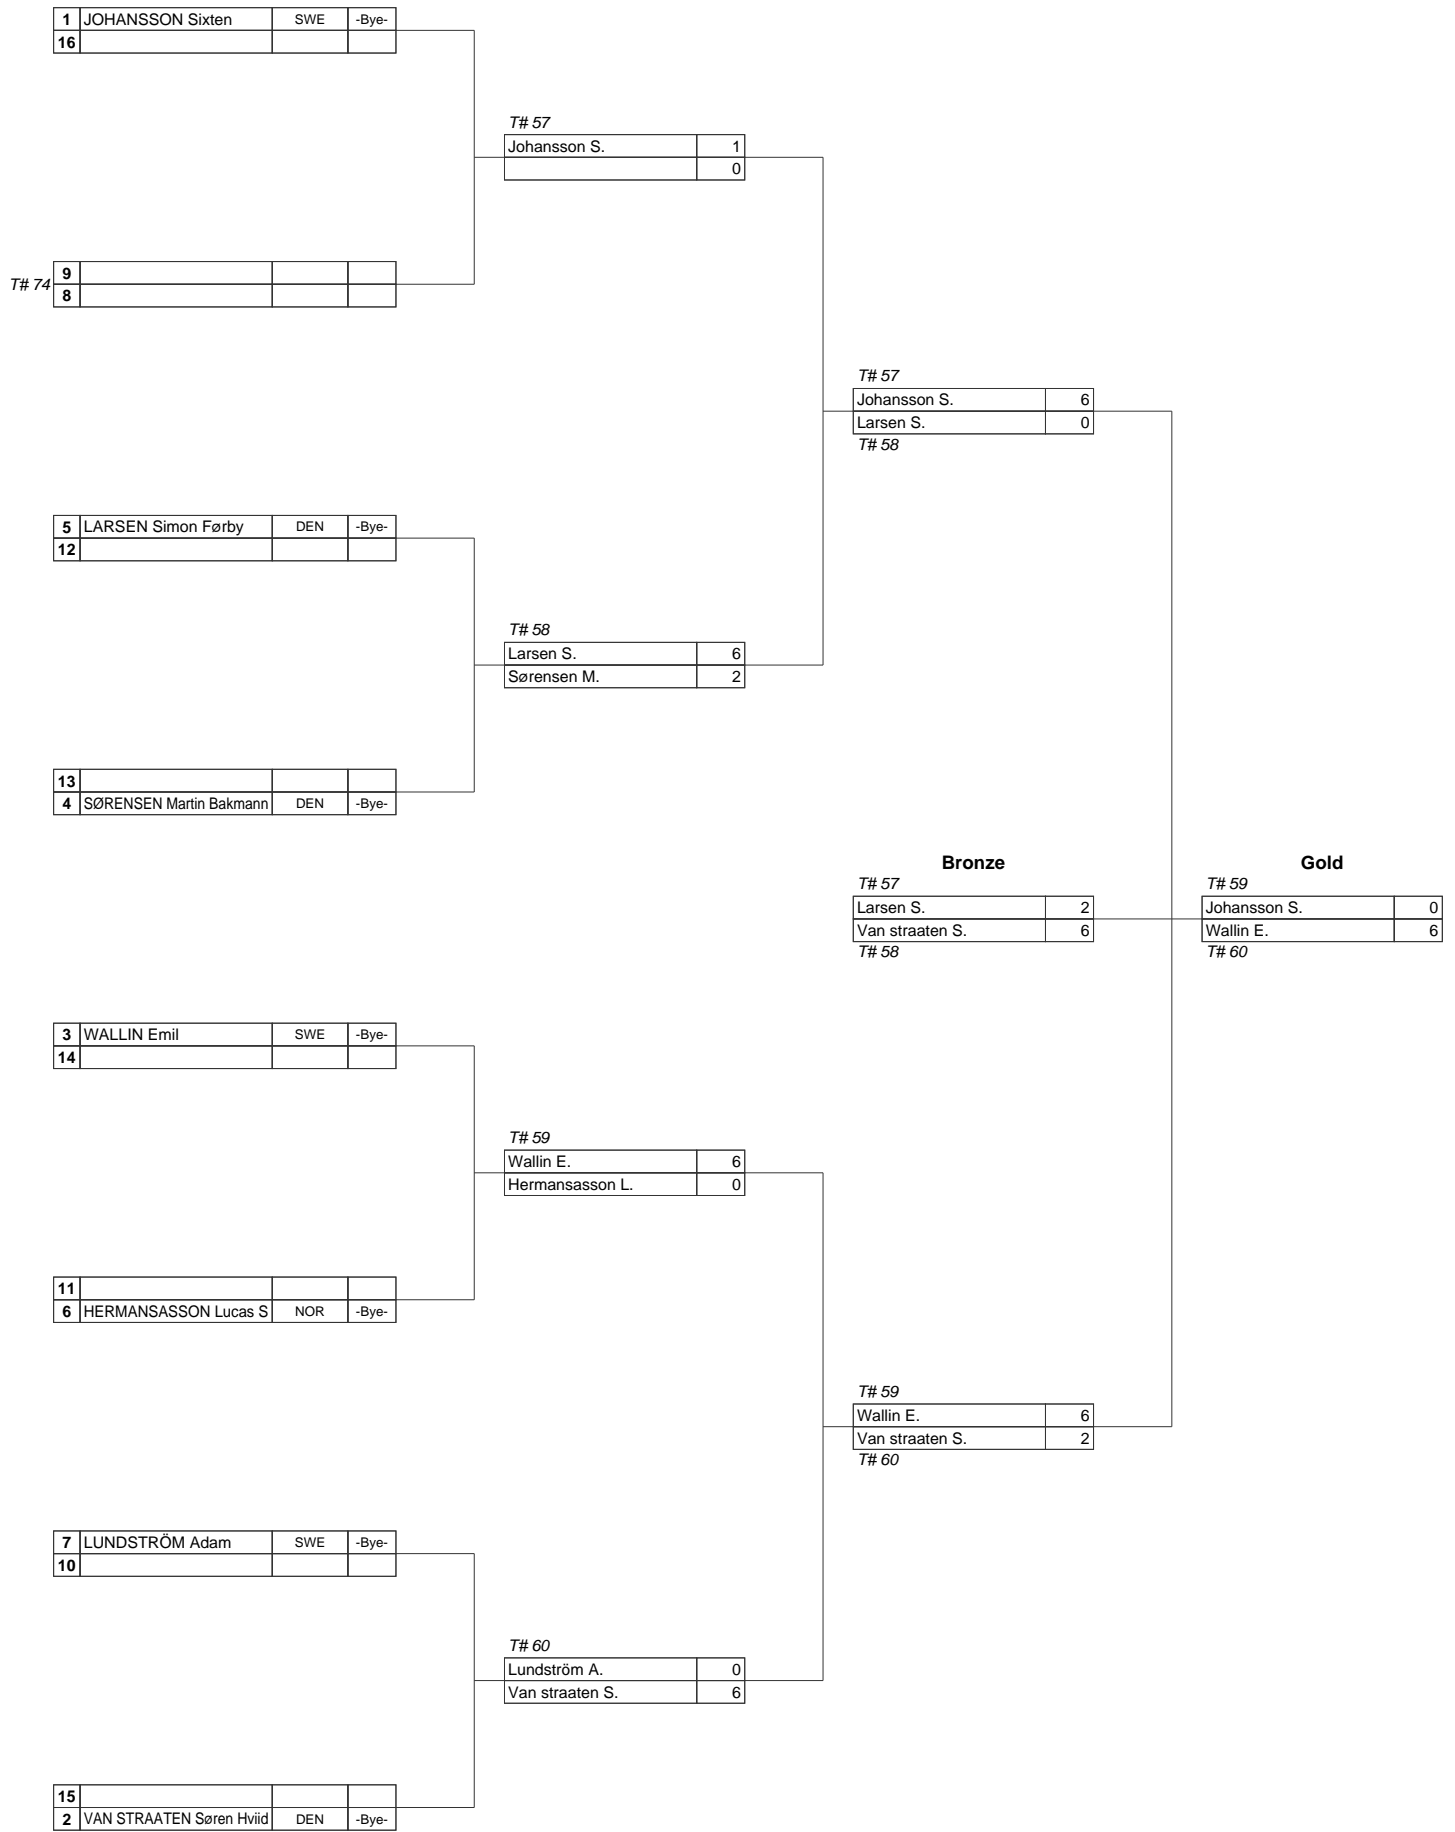 1 JOHANSSON Sixten SWE -Bye-
16
T# 57
Johansson S. 1
0
9
T# 74
8
T# 57
Johansson S. 6
Larsen S. 0
T# 58
5 LARSEN Simon Førby DEN -Bye-
12
T# 58
Larsen S. 6
Sørensen M. 2
13
4 SØRENSEN Martin Bakmann DEN -Bye-
Bronze Gold
T# 57 T# 59
Larsen S. 2 Johansson S. 0
Van straaten S. 6 Wallin E. 6
T# 58 T# 60
3 WALLIN Emil SWE -Bye-
14
T# 59
Wallin E. 6
Hermansasson L. 0
11
6 HERMANSASSON Lucas S NOR -Bye-
T# 59
Wallin E. 6
Van straaten S. 2
T# 60
7 LUNDSTRÖM Adam SWE -Bye-
10
T# 60
Lundström A. 0
Van straaten S. 6
15
2 VAN STRAATEN Søren Hviid DEN -Bye-